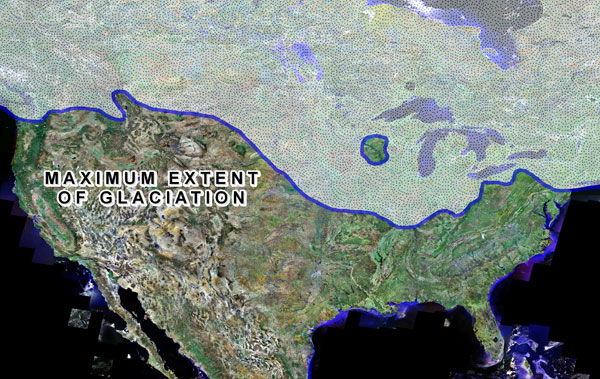 MAXIMUM EXTENT
OF GLACIATION